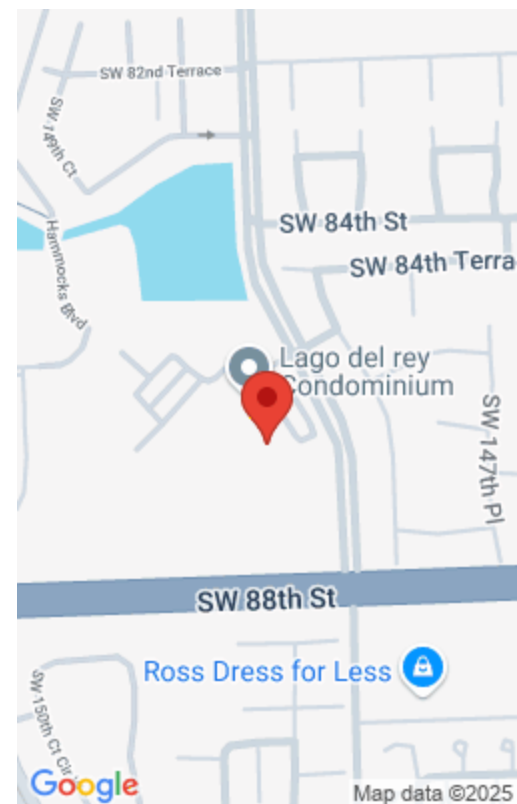 SW 82nd Terrace
SW 149th Ct
Hammocks Blvd
SW 84th St
SW 84th Terra
Lago del rey
Condominium
SW 147th Pl
SW 88th St
Ross Dress for Less
SW 150th Ct Cir W
Google
Map data ©2025